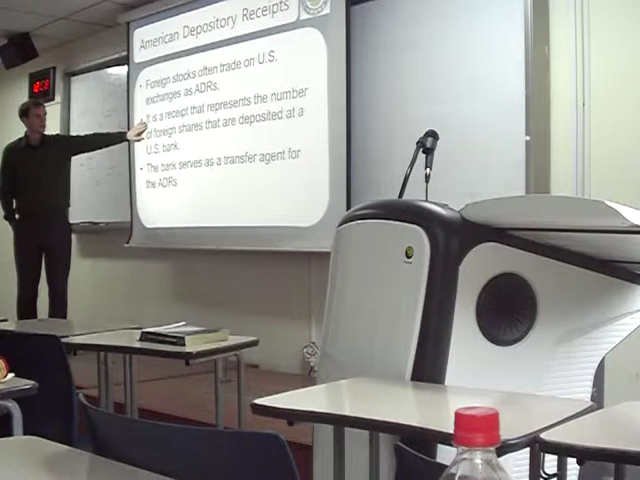 American Depository Receipts
• Foreign stocks often trade on U.S.
exchanges as ADRs.
• It is a receipt that represents the number
of foreign shares that are deposited at a
U.S. bank.
• The bank serves as a transfer agent for
the ADRs